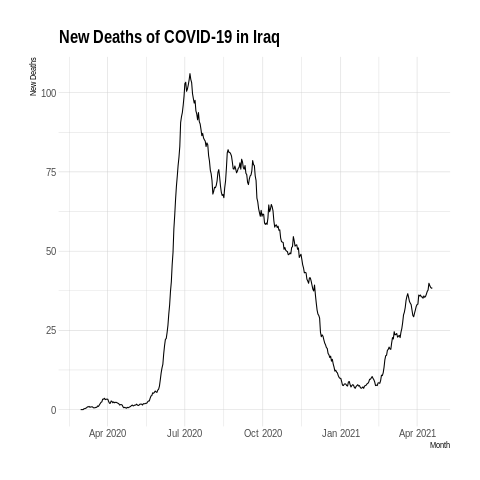 New Deaths of COVID-19 in Iraq
New Deaths
100
75
50
25
0
Apr 2020 Jul 2020 Oct 2020 Jan 2021 Apr 2021
Month